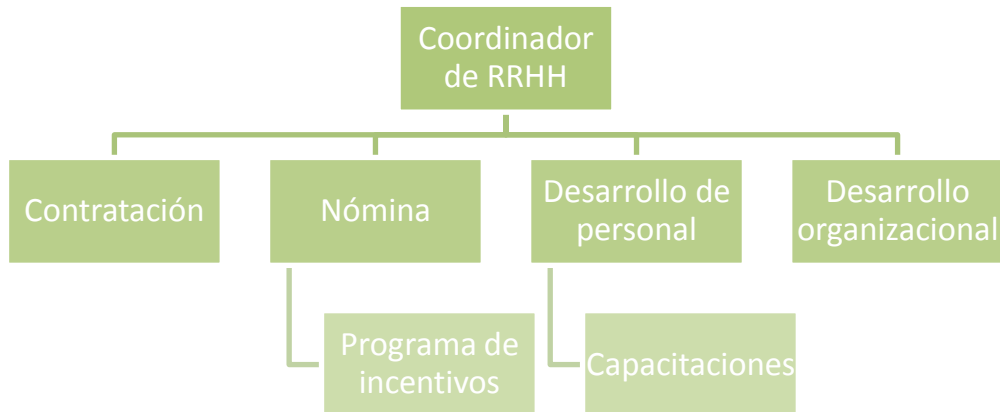 Coordinador
de RRHH
Contratación
Nómina
Desarrollo de
personal
Desarrollo
organizacional
Programa de
incentivos
Capacitaciones